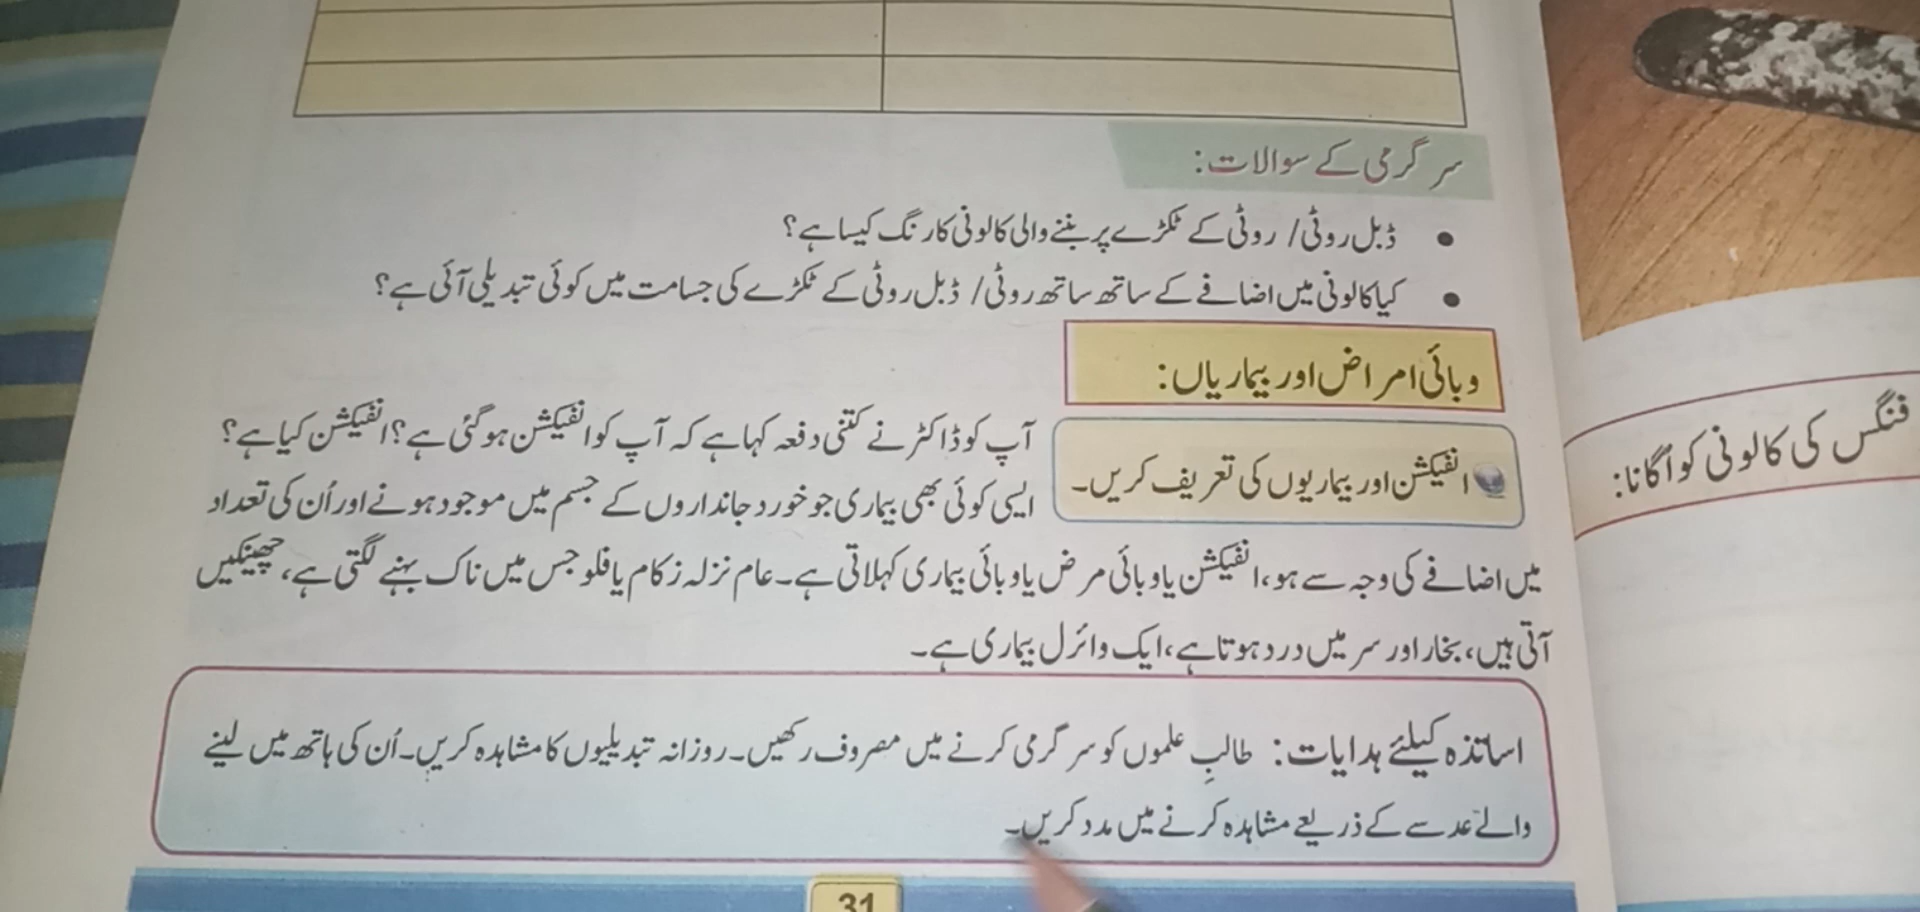 سرگرمی کے سوالات:
• ڈبل روٹی/ روٹی کے ٹکڑے پر بننے والی کالونی کا رنگ کیسا ہے؟
• کیا کالونی میں اضافے کے ساتھ ساتھ روٹی/ ڈبل روٹی کے ٹکڑے کی جسامت میں کوئی تبدیلی آئی ہے؟
وبائی امراض اور بیماریاں:
انفیکشن اور بیماریوں کی تعریف کریں۔
آپ کو ڈاکٹر نے کتنی دفعہ کہا ہے کہ آپ کو انفیکشن ہو گئی ہے؟ انفیکشن کیا ہے؟
ایسی کوئی بھی بیماری جو خورد جانداروں کے جسم میں موجود ہونے اور اُن کی تعداد
میں اضافے کی وجہ سے ہو، انفیکشن یا وبائی مرض یا وبائی بیماری کہلاتی ہے۔ عام نزلہ زکام یا فلو جس میں ناک بہنے لگتی ہے، چھینکیں
آتی ہیں، بخار اور سر میں درد ہوتا ہے، ایک وائرل بیماری ہے۔
اساتذہ کیلئے ہدایات: طالبِ علموں کو سرگرمی کرنے میں مصروف رکھیں۔ روزانہ تبدیلیوں کا مشاہدہ کریں۔ اُن کی ہاتھ میں لینے
والے عدسے کے ذریعے مشاہدہ کرنے میں مدد کریں۔
31
فنگس کی کالونی کو اُگانا: